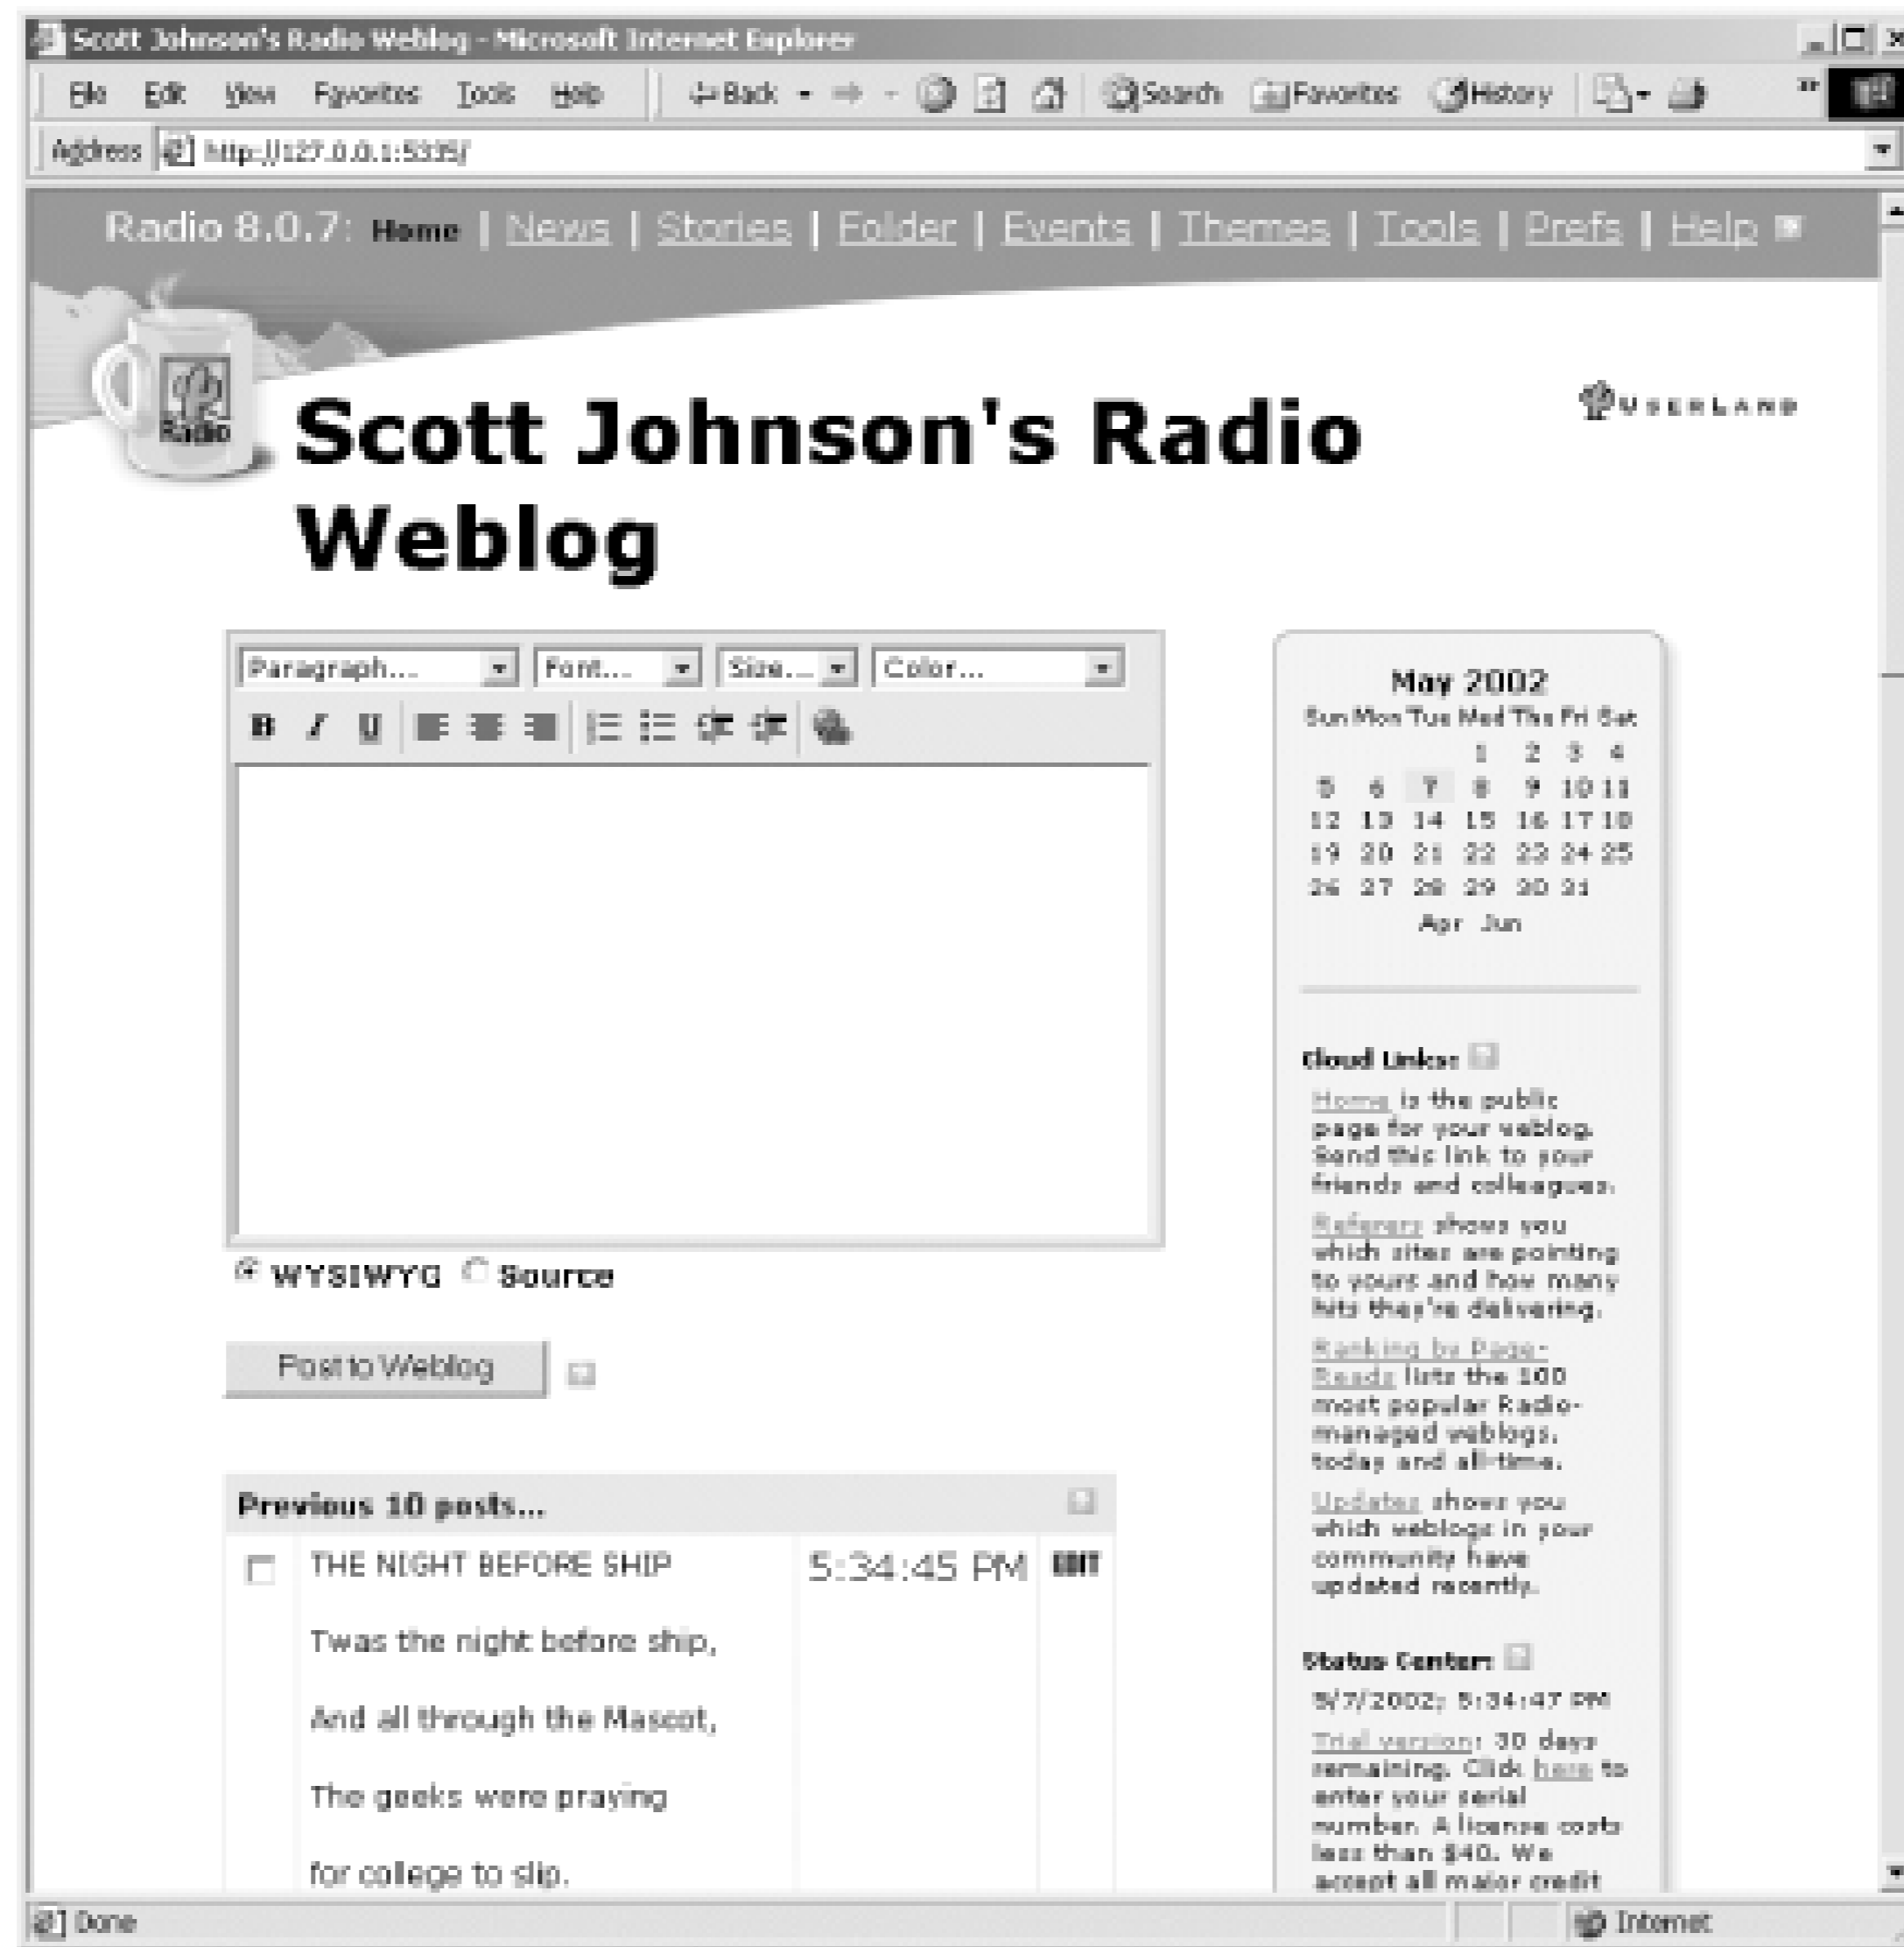 Scott Johnson's Radio Weblog - Microsoft Internet Explorer
File Edit View Favorites Tools Help Back Search Favorites History
Address http://127.0.0.1:5335/
Radio 8.0.7: Home | News | Stories | Folder | Events | Themes | Tools | Prefs | Help
Radio
USERLAND
Scott Johnson's Radio
Weblog
Paragraph... Font... Size... Color...
B I U
WYSIWYG Source
Post to Weblog
Previous 10 posts...
THE NIGHT BEFORE SHIP 5:34:45 PM EDIT
Twas the night before ship,
And all through the Mascot,
The geeks were praying
for college to slip.
May 2002
Sun Mon Tue Wed Thu Fri Sat
1 2 3 4
5 6 7 8 9 10 11
12 13 14 15 16 17 18
19 20 21 22 23 24 25
26 27 28 29 30 31
Apr Jun
Cloud Links:
Home is the public
page for your weblog.
Send this link to your
friends and colleagues.
Referers shows you
which sites are pointing
to yours and how many
hits they're delivering.
Ranking by Page-
Reads lists the 100
most popular Radio-
managed weblogs,
today and all-time.
Updates shows you
which weblogs in your
community have
updated recently.
Status Center:
5/7/2002; 5:34:47 PM
Trial version: 30 days
remaining. Click here to
enter your serial
number. A license costs
less than $40. We
accept all major credit
Done Internet